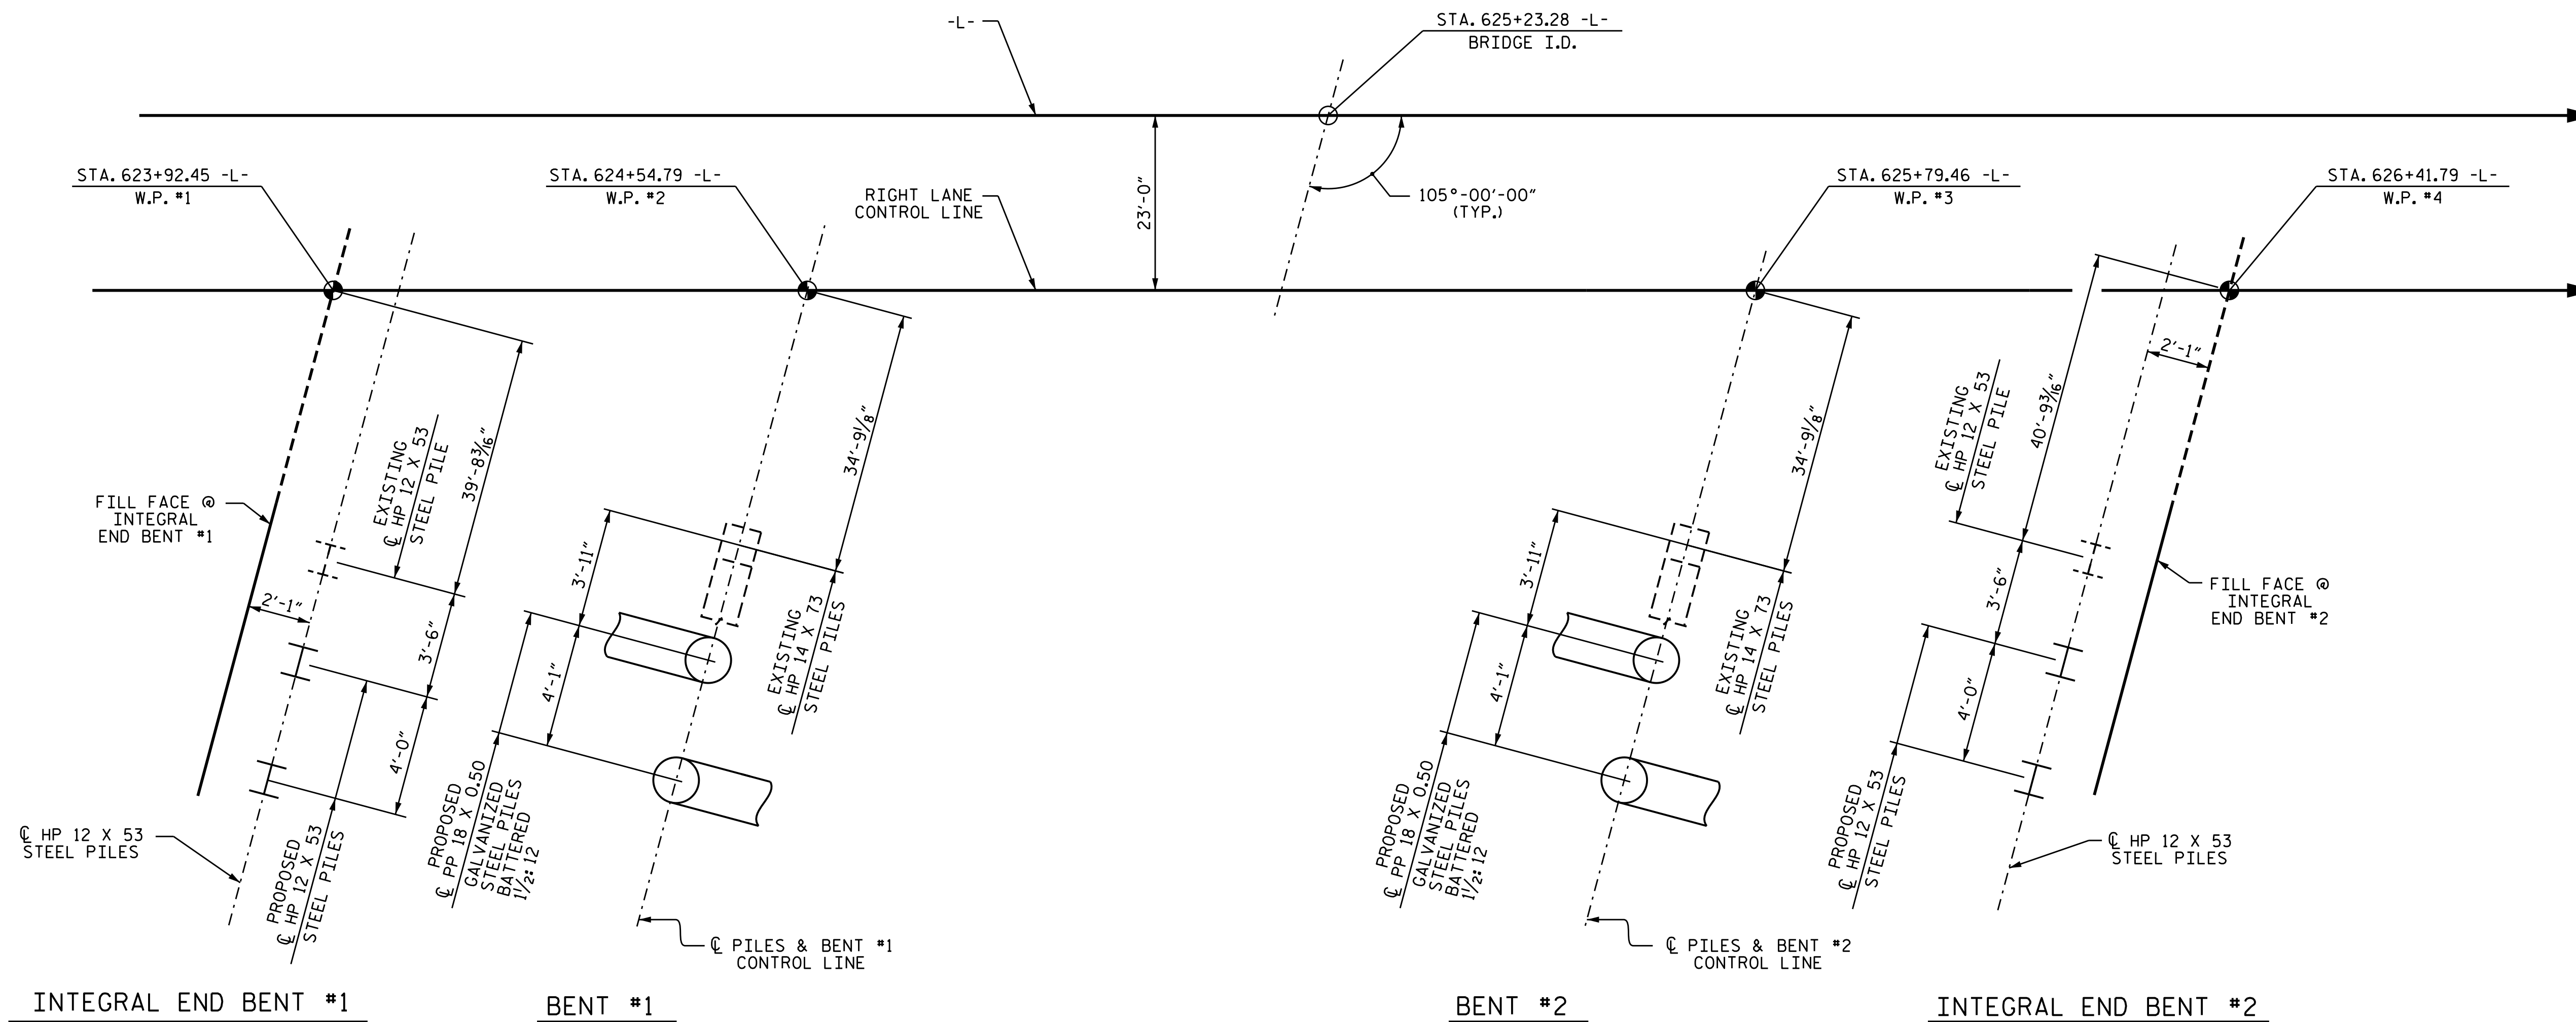 -L-
STA. 625+23.28 -L-
BRIDGE I.D.
STA. 623+92.45 -L-
W.P. #1
STA. 624+54.79 -L-
W.P. #2
RIGHT LANE
CONTROL LINE
23'-0"
105°-00'-00"
(TYP.)
STA. 625+79.46 -L-
W.P. #3
STA. 626+41.79 -L-
W.P. #4
FILL FACE @
INTEGRAL
END BENT #1
2'-1"
EXISTING
℄ HP 12 X 53
STEEL PILE
39'-8 3/16"
3'-6"
4'-0"
℄ HP 12 X 53
STEEL PILES
PROPOSED
℄ HP 12 X 53
STEEL PILES
34'-9 1/8"
3'-11"
4'-1"
EXISTING
℄ HP 14 X 73
STEEL PILES
PROPOSED
℄ PP 18 X 0.50
GALVANIZED
STEEL PILES
BATTERED
1 1/2: 12
℄ PILES & BENT #1
CONTROL LINE
34'-9 1/8"
3'-11"
4'-1"
EXISTING
℄ HP 14 X 73
STEEL PILES
PROPOSED
℄ PP 18 X 0.50
GALVANIZED
STEEL PILES
BATTERED
1 1/2: 12
℄ PILES & BENT #2
CONTROL LINE
EXISTING
℄ HP 12 X 53
STEEL PILE
40'-9 3/16"
2'-1"
3'-6"
4'-0"
FILL FACE @
INTEGRAL
END BENT #2
PROPOSED
℄ HP 12 X 53
STEEL PILES
℄ HP 12 X 53
STEEL PILES
INTEGRAL END BENT #1
BENT #1
BENT #2
INTEGRAL END BENT #2